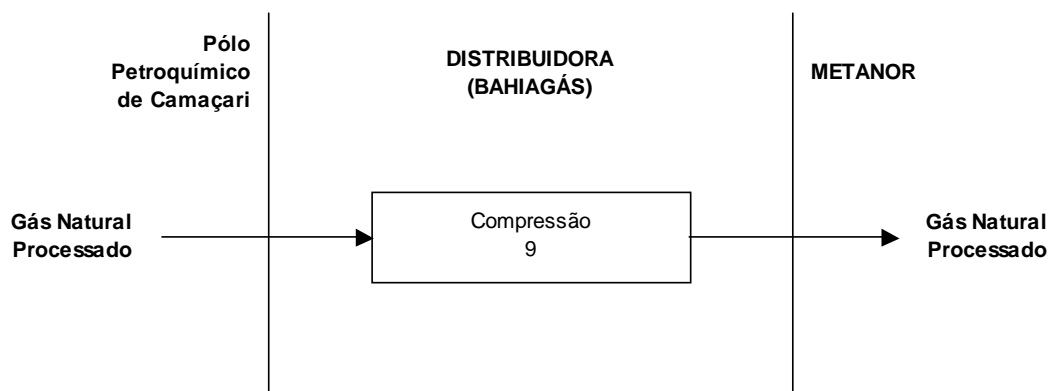 Pólo
Petroquímico
de Camaçari
DISTRIBUIDORA
(BAHIAGÁS)
METANOR
Gás Natural
Processado
Compressão
9
Gás Natural
Processado